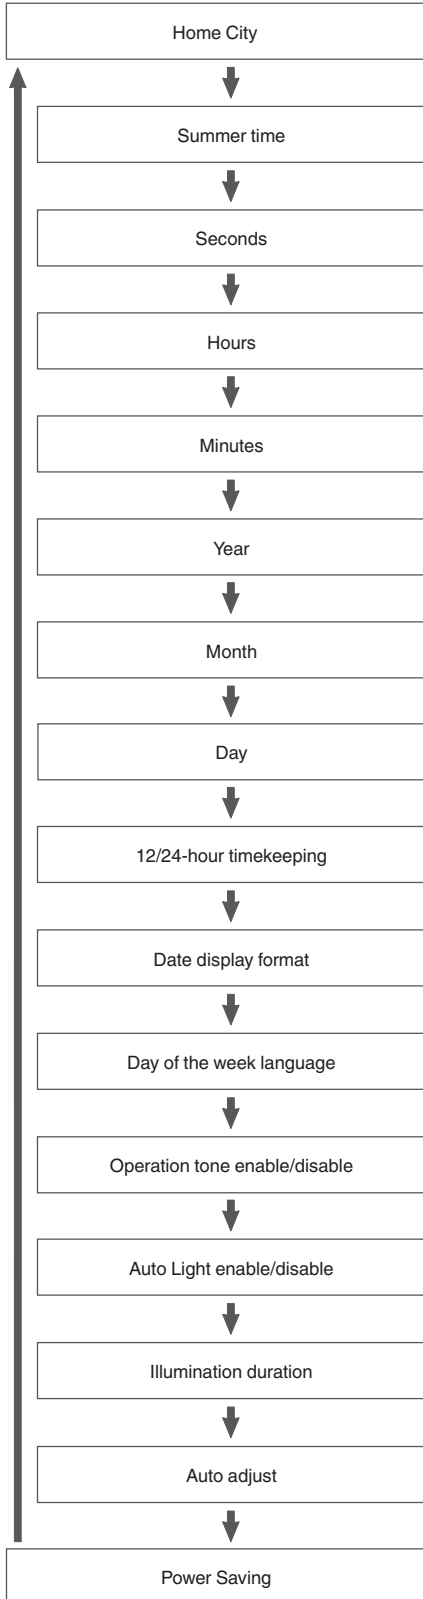 Home City
Summer time
Seconds
Hours
Minutes
Year
Month
Day
12/24-hour timekeeping
Date display format
Day of the week language
Operation tone enable/disable
Auto Light enable/disable
Illumination duration
Auto adjust
Power Saving